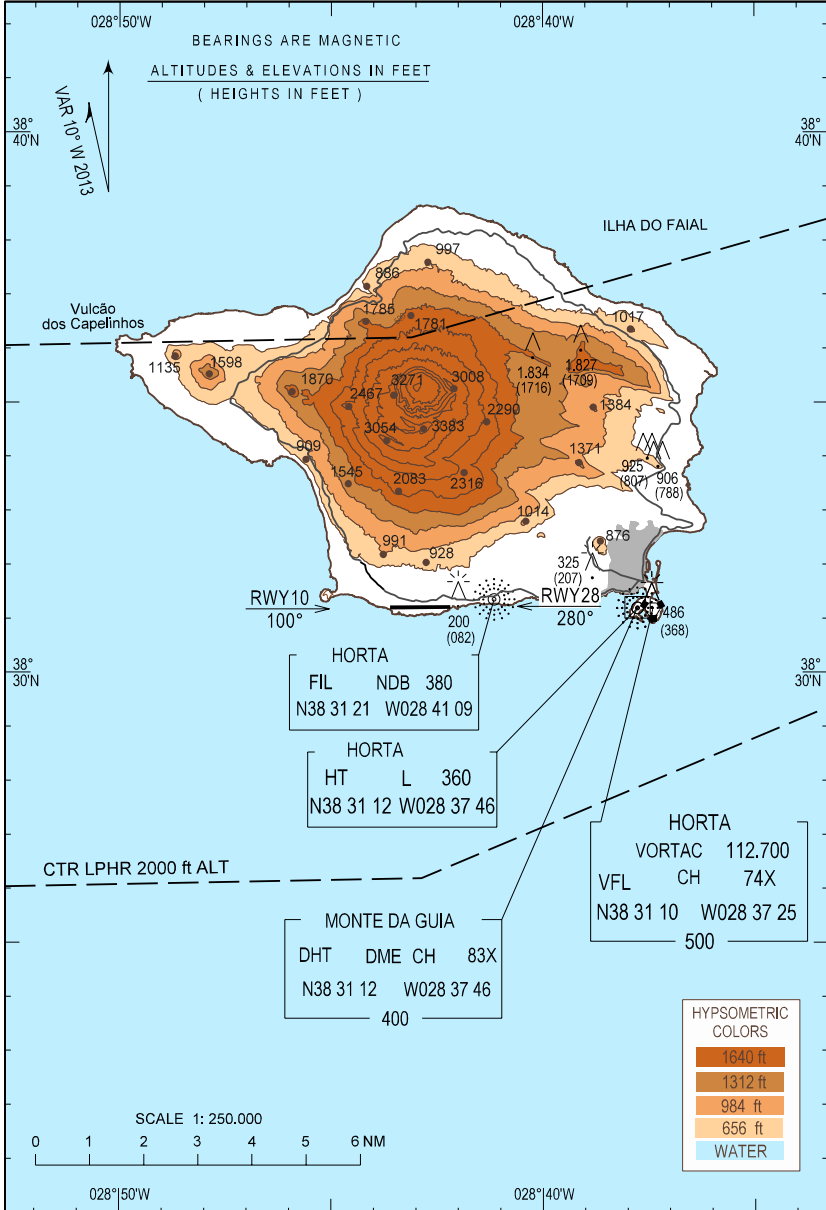 028°50'W
028°40'W
BEARINGS ARE MAGNETIC
ALTITUDES & ELEVATIONS IN FEET
( HEIGHTS IN FEET )
VAR 10° W 2013
38°
40'N
38°
40'N
ILHA DO FAIAL
997
886
1785
1781
1017
Vulcão
dos Capelinhos
1135
1598
1870
2467
3271
3008
1.834
(1716)
1.827
(1709)
2290
1384
3054
3383
909
1371
925
(807)
906
(788)
1545
2083
2316
1014
991
928
876
325
(207)
RWY10
100°
200
(082)
RWY28
280°
486
(368)
38°
30'N
38°
30'N
HORTA
FIL NDB 380
N38 31 21 W028 41 09
HORTA
HT L 360
N38 31 12 W028 37 46
HORTA
VORTAC 112.700
VFL CH 74X
N38 31 10 W028 37 25
500
CTR LPHR 2000 ft ALT
MONTE DA GUIA
DHT DME CH 83X
N38 31 12 W028 37 46
400
HYPSOMETRIC
COLORS
1640 ft
1312 ft
984 ft
656 ft
WATER
SCALE 1: 250.000
0 1 2 3 4 5 6 NM
028°50'W
028°40'W